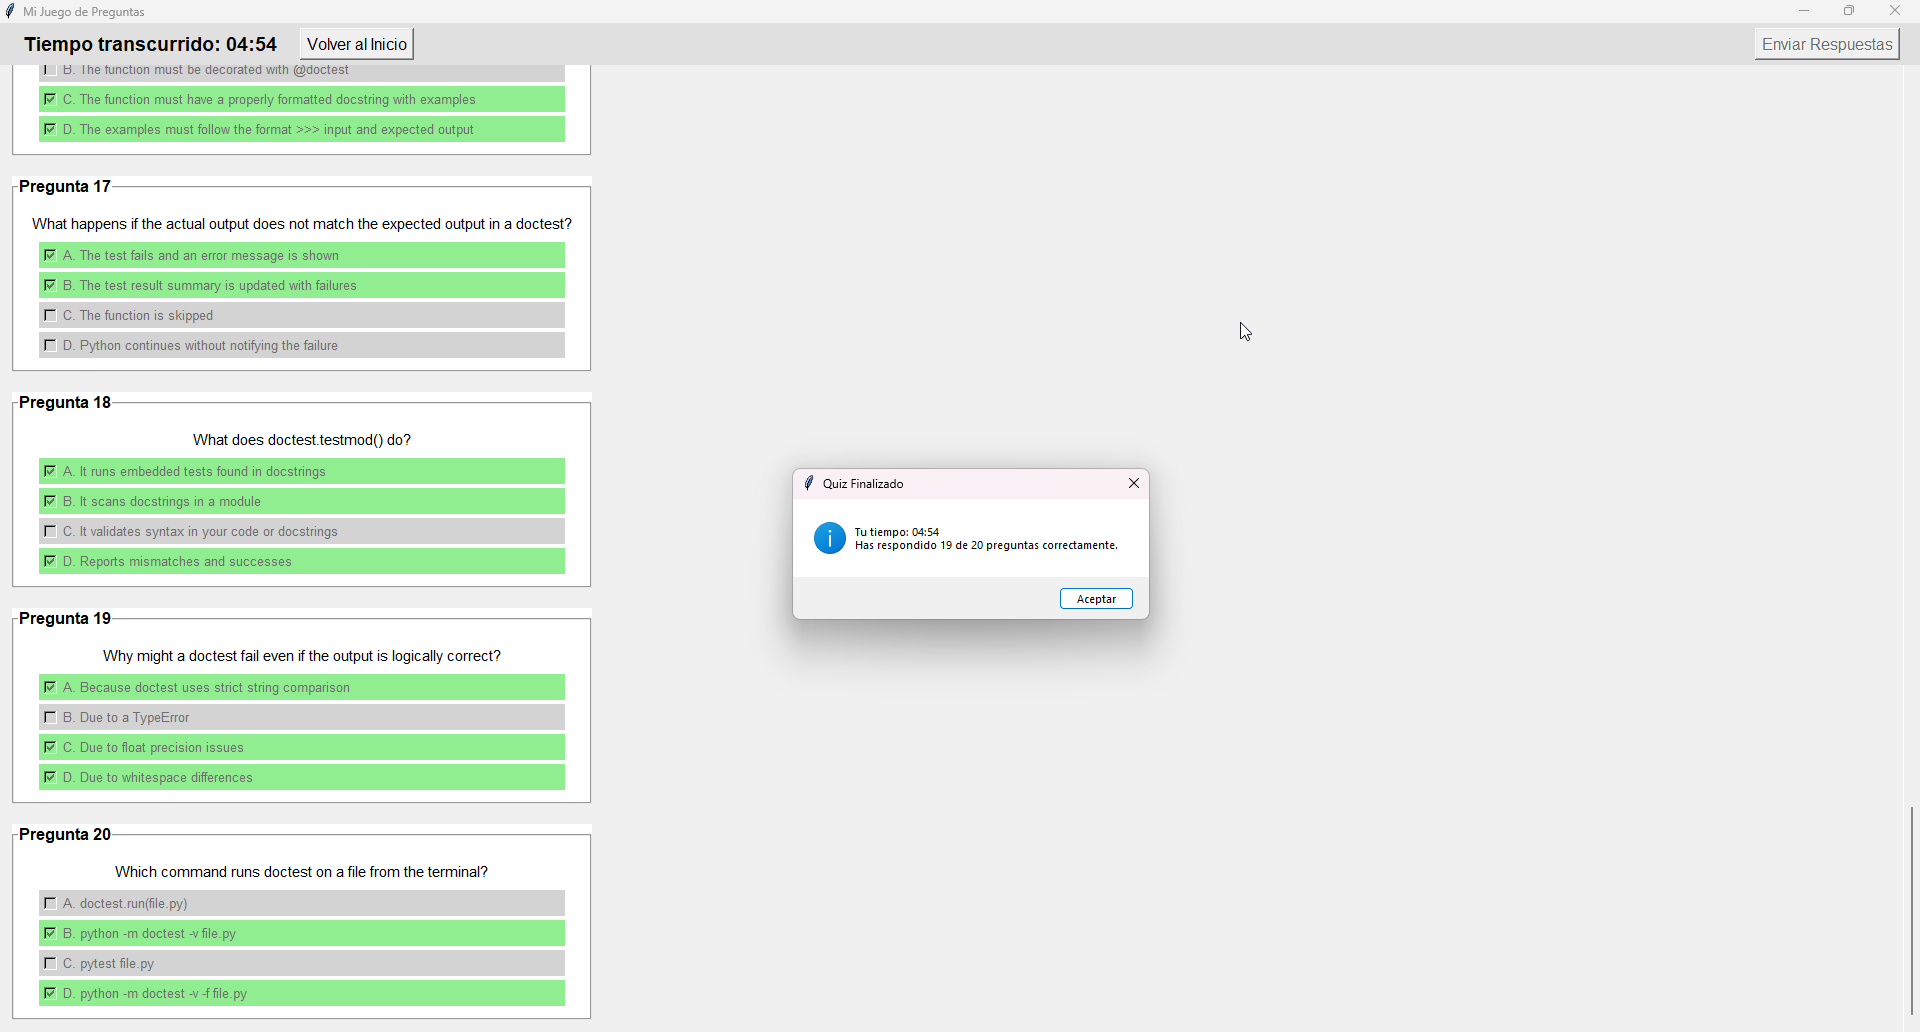 Mi Juego de Preguntas
Tiempo transcurrido: 04:54
Volver al Inicio
Enviar Respuestas
B. The function must be decorated with @doctest
C. The function must have a properly formatted docstring with examples
D. The examples must follow the format >>> input and expected output
Pregunta 17
What happens if the actual output does not match the expected output in a doctest?
A. The test fails and an error message is shown
B. The test result summary is updated with failures
C. The function is skipped
D. Python continues without notifying the failure
Pregunta 18
What does doctest.testmod() do?
A. It runs embedded tests found in docstrings
B. It scans docstrings in a module
C. It validates syntax in your code or docstrings
D. Reports mismatches and successes
Pregunta 19
Why might a doctest fail even if the output is logically correct?
A. Because doctest uses strict string comparison
B. Due to a TypeError
C. Due to float precision issues
D. Due to whitespace differences
Pregunta 20
Which command runs doctest on a file from the terminal?
A. doctest.run(file.py)
B. python -m doctest -v file.py
C. pytest file.py
D. python -m doctest -v -f file.py
Quiz Finalizado
Tu tiempo: 04:54
Has respondido 19 de 20 preguntas correctamente.
Aceptar